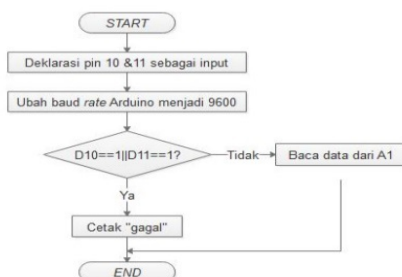 START
Deklarasi pin 10 &11 sebagai input
Ubah baud rate Arduino menjadi 9600
D10==1||D11==1?
Tidak
Baca data dari A1
Ya
Cetak "gagal"
END